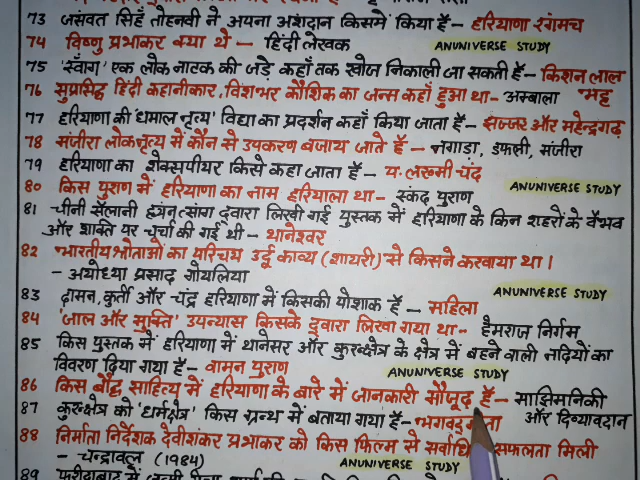 73 जसवंत सिहँ तोहनवी ने अपना अंशदान किसमें किया है- हरियाणा रंगमच
74 विष्णु प्रभाकर क्या थे - हिंदी लेखक ANUNIVERSE STUDY
75 'स्वाँग' एक लोक नाटक की जड़े कहाँ तक खोज निकाली जा सकती है- किशन लाल
76 सुप्रसिद्ध हिंदी कहानीकार, विशंभर कौशिक का जन्म कहाँ हुआ था- अम्बाला भट्ट
77 हरियाणा की 'धमाल नृत्य' विद्या का प्रदर्शन कहाँ किया जाता है- झज्जर और महेन्द्रगढ़
78 मंजीरा लोकनृत्य में कौन से उपकरण बजाय जाते है - नगाड़ा, डफली, मंजीरा
79 हरियाणा का शेक्सपीयर किसे कहा जाता है - पं. लख्मी चंद
80 किस पुराण में हरियाणा का नाम हरियाला था- स्कंद पुराण ANUNIVERSE STUDY
81 चीनी सैलानी ह्वेनत्सांग द्वारा लिखी गई पुस्तक में हरियाणा के किन शहरों के वैभव
और शक्ति पर चर्चा की गई थी - थानेश्वर
82 भारतीय श्रोताओं का परिचय उर्दू काव्य (शायरी) से किसने करवाया था।
- अयोध्या प्रसाद गोयलिया
83 दामन, कुर्ती और चंद्र हरियाणा में किसकी पोशाक है - महिला ANUNIVERSE STUDY
84 'जाल और मुक्ति' उपन्यास किसके द्वारा लिखा गया था- हेमराज निर्गम
85 किस पुस्तक में हरियाणा में थानेसर और कुरुक्षेत्र के क्षेत्र में बहने वाली नदियों का
विवरण दिया गया है- वामन पुराण ANUNIVERSE STUDY
86 किस बौद्ध साहित्य में हरियाणा के बारे में जानकारी मौजूद है- माझिमनिकी
और दिव्यावदान
87 कुरुक्षेत्र को 'धर्मक्षेत्र' किस ग्रन्थ में बताया गया है-
88 निर्माता निर्देशक देवीशंकर प्रभाकर को किस फिल्म से सफलता मिली
- चन्द्रावल (1984) ANUNIVERSE STUDY
89